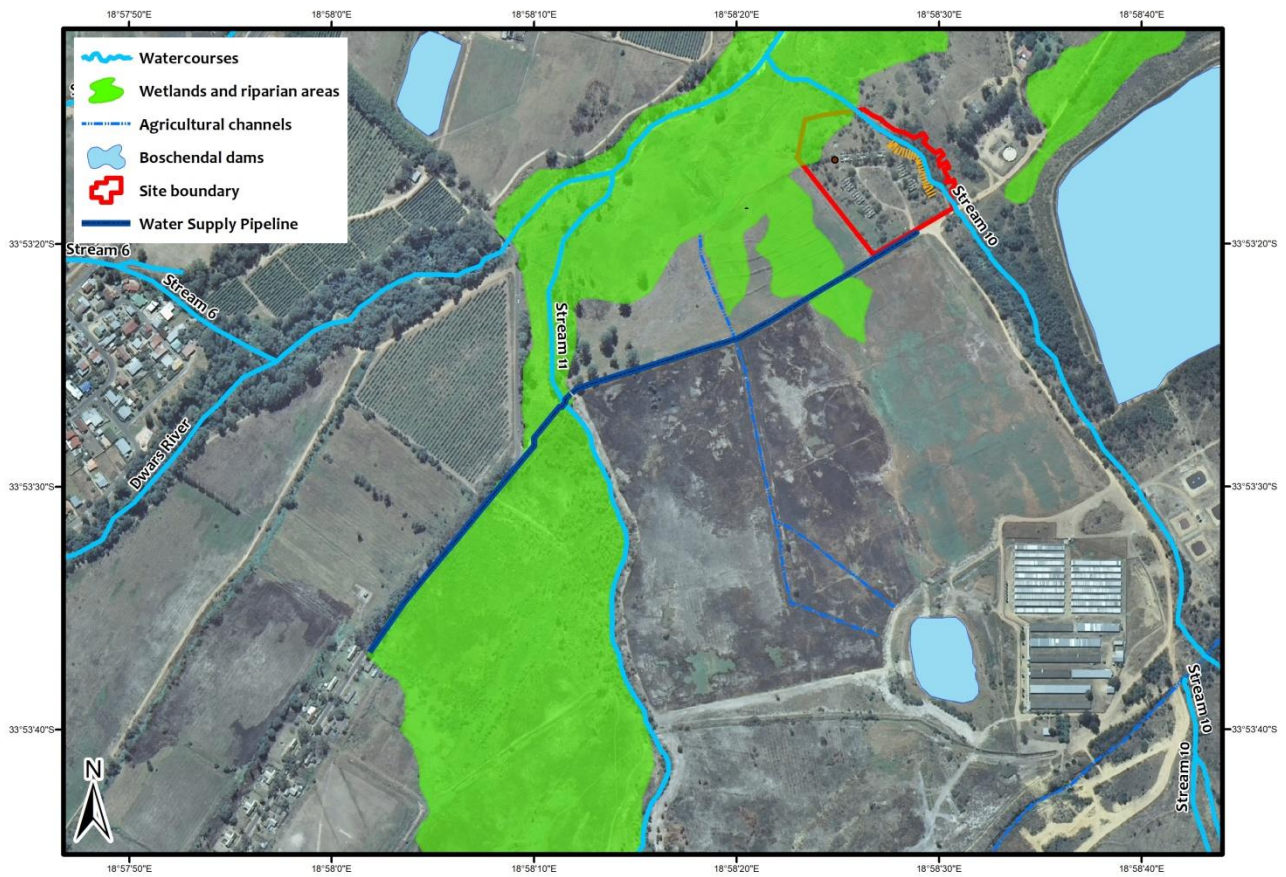 18°57'50"E
18°58'0"E
18°58'10"E
18°58'20"E
18°58'30"E
18°58'40"E
Watercourses
Wetlands and riparian areas
Agricultural channels
Boschendal dams
Site boundary
Water Supply Pipeline
Stream 10
33°53'20"S
33°53'20"S
Stream 6
Stream 6
Stream 11
Dwars River
33°53'30"S
33°53'30"S
Stream 10
33°53'40"S
33°53'40"S
Stream 10
N
18°57'50"E
18°58'0"E
18°58'10"E
18°58'20"E
18°58'30"E
18°58'40"E